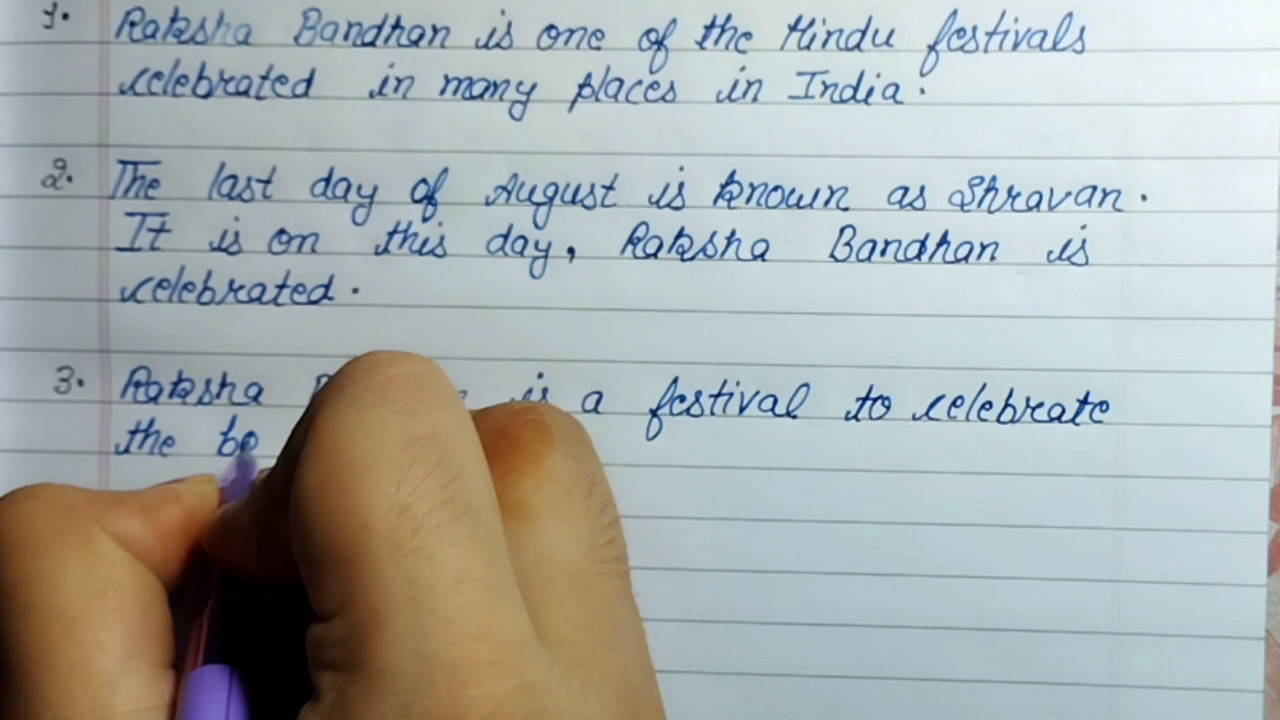 1. Raksha Bandhan is one of the Hindu festivals
celebrated in many places in India.
2. The last day of August is known as Shravan.
It is on this day, Raksha Bandhan is
celebrated.
3. Raksha is a festival to celebrate
the bo